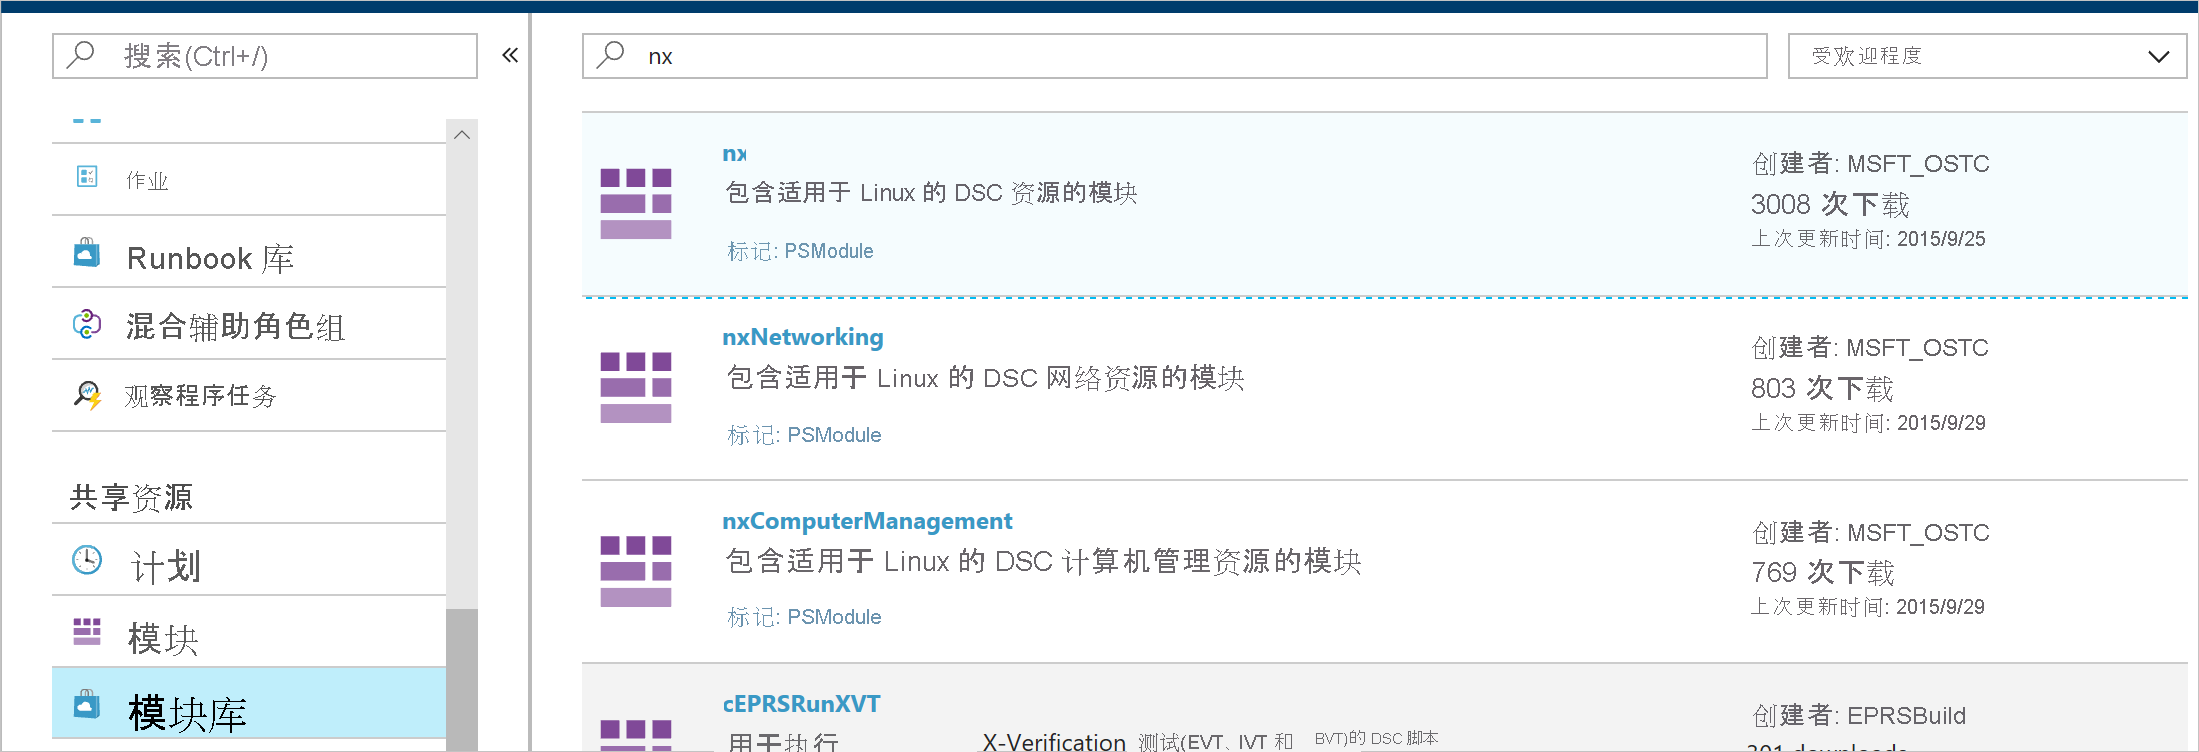 搜索(Ctrl+/)
作业
Runbook 库
混合辅助角色组
观察程序任务
共享资源
计划
模块
模块库
nx
受欢迎程度
nx
包含适用于 Linux 的 DSC 资源的模块
标记: PSModule
创建者: MSFT_OSTC
3008 次下载
上次更新时间: 2015/9/25
nxNetworking
包含适用于 Linux 的 DSC 网络资源的模块
标记: PSModule
创建者: MSFT_OSTC
803 次下载
上次更新时间: 2015/9/29
nxComputerManagement
包含适用于 Linux 的 DSC 计算机管理资源的模块
标记: PSModule
创建者: MSFT_OSTC
769 次下载
上次更新时间: 2015/9/29
cEPRSRunXVT
用于执行 X-Verification 测试(EVT、IVT 和 BVT)的 DSC 脚本
创建者: EPRSBuild
301 downloads